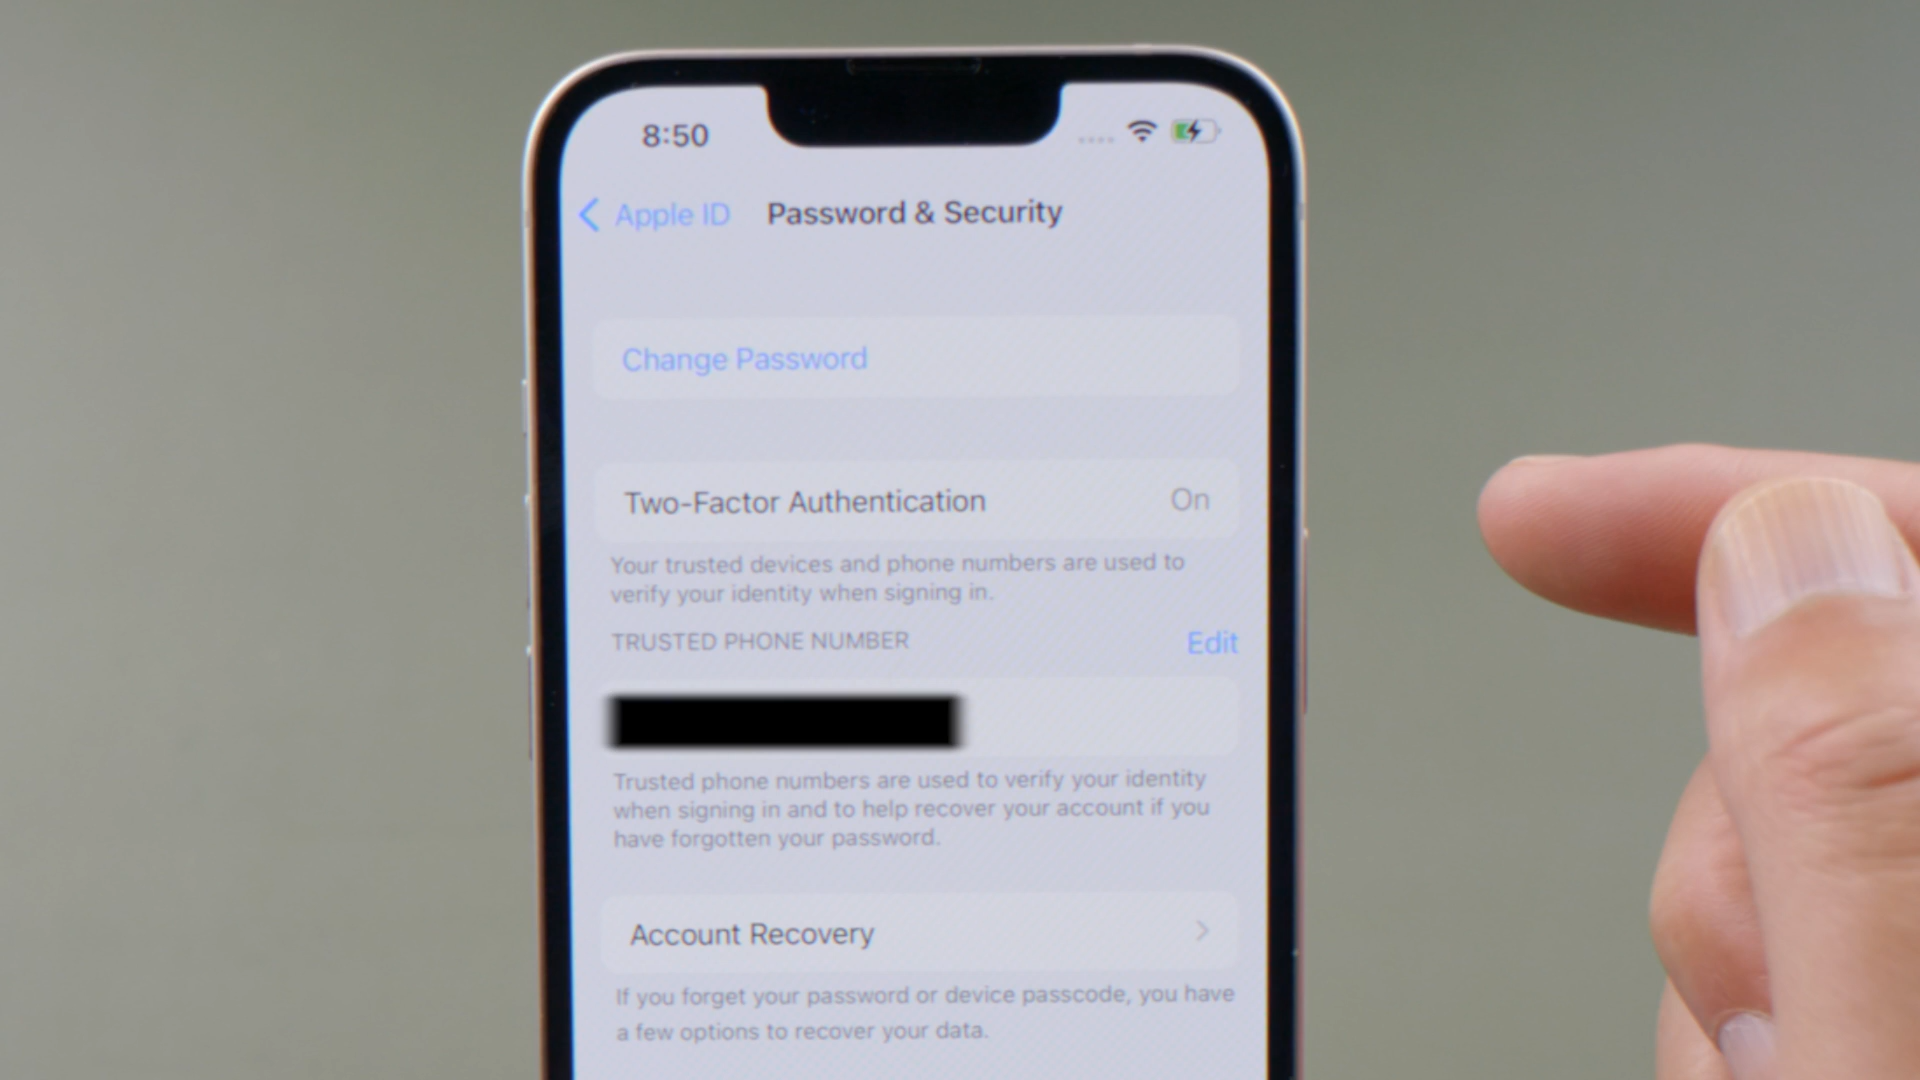 8:50
Apple ID Password & Security
Change Password
Two-Factor Authentication On
Your trusted devices and phone numbers are used to
verify your identity when signing in.
TRUSTED PHONE NUMBER Edit
Trusted phone numbers are used to verify your identity
when signing in and to help recover your account if you
have forgotten your password.
Account Recovery
If you forget your password or device passcode, you have
a few options to recover your data.